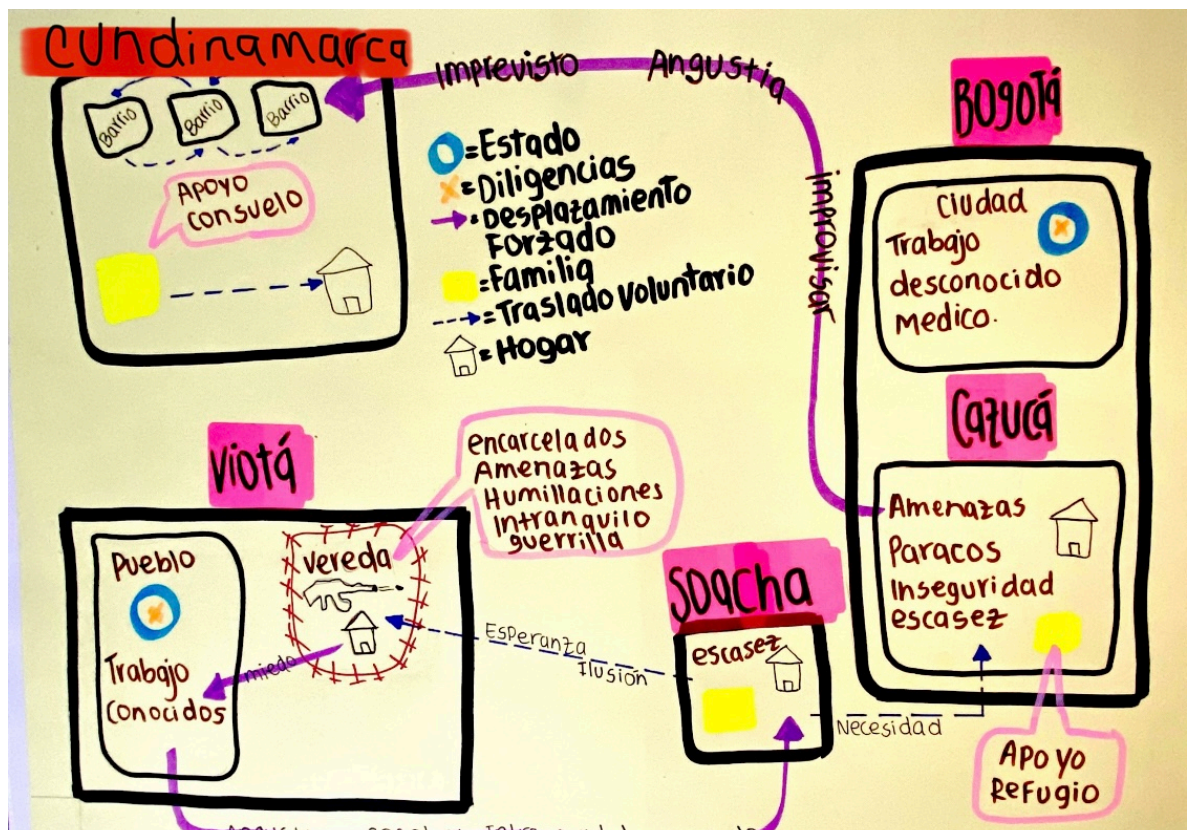 Cundinamarca
Barrio
Barrio
Barrio
Apoyo
consuelo
Imprevisto Angustia
improvisar
=Estado
=Diligencias
=Desplazamiento
Forzado
=Familia
=Traslado Voluntario
=Hogar
Bogotá
Ciudad
Trabajo
desconocido
Medico.
Cazucá
Amenazas
Paracos
Inseguridad
escasez
Apoyo
Refugio
Viotá
Pueblo
Trabajo
Conocidos
Vereda
miedo
encarcelados
Amenazas
Humillaciones
Intranquilo
guerrilla
Esperanza
Ilusión
Soacha
escasez
Necesidad